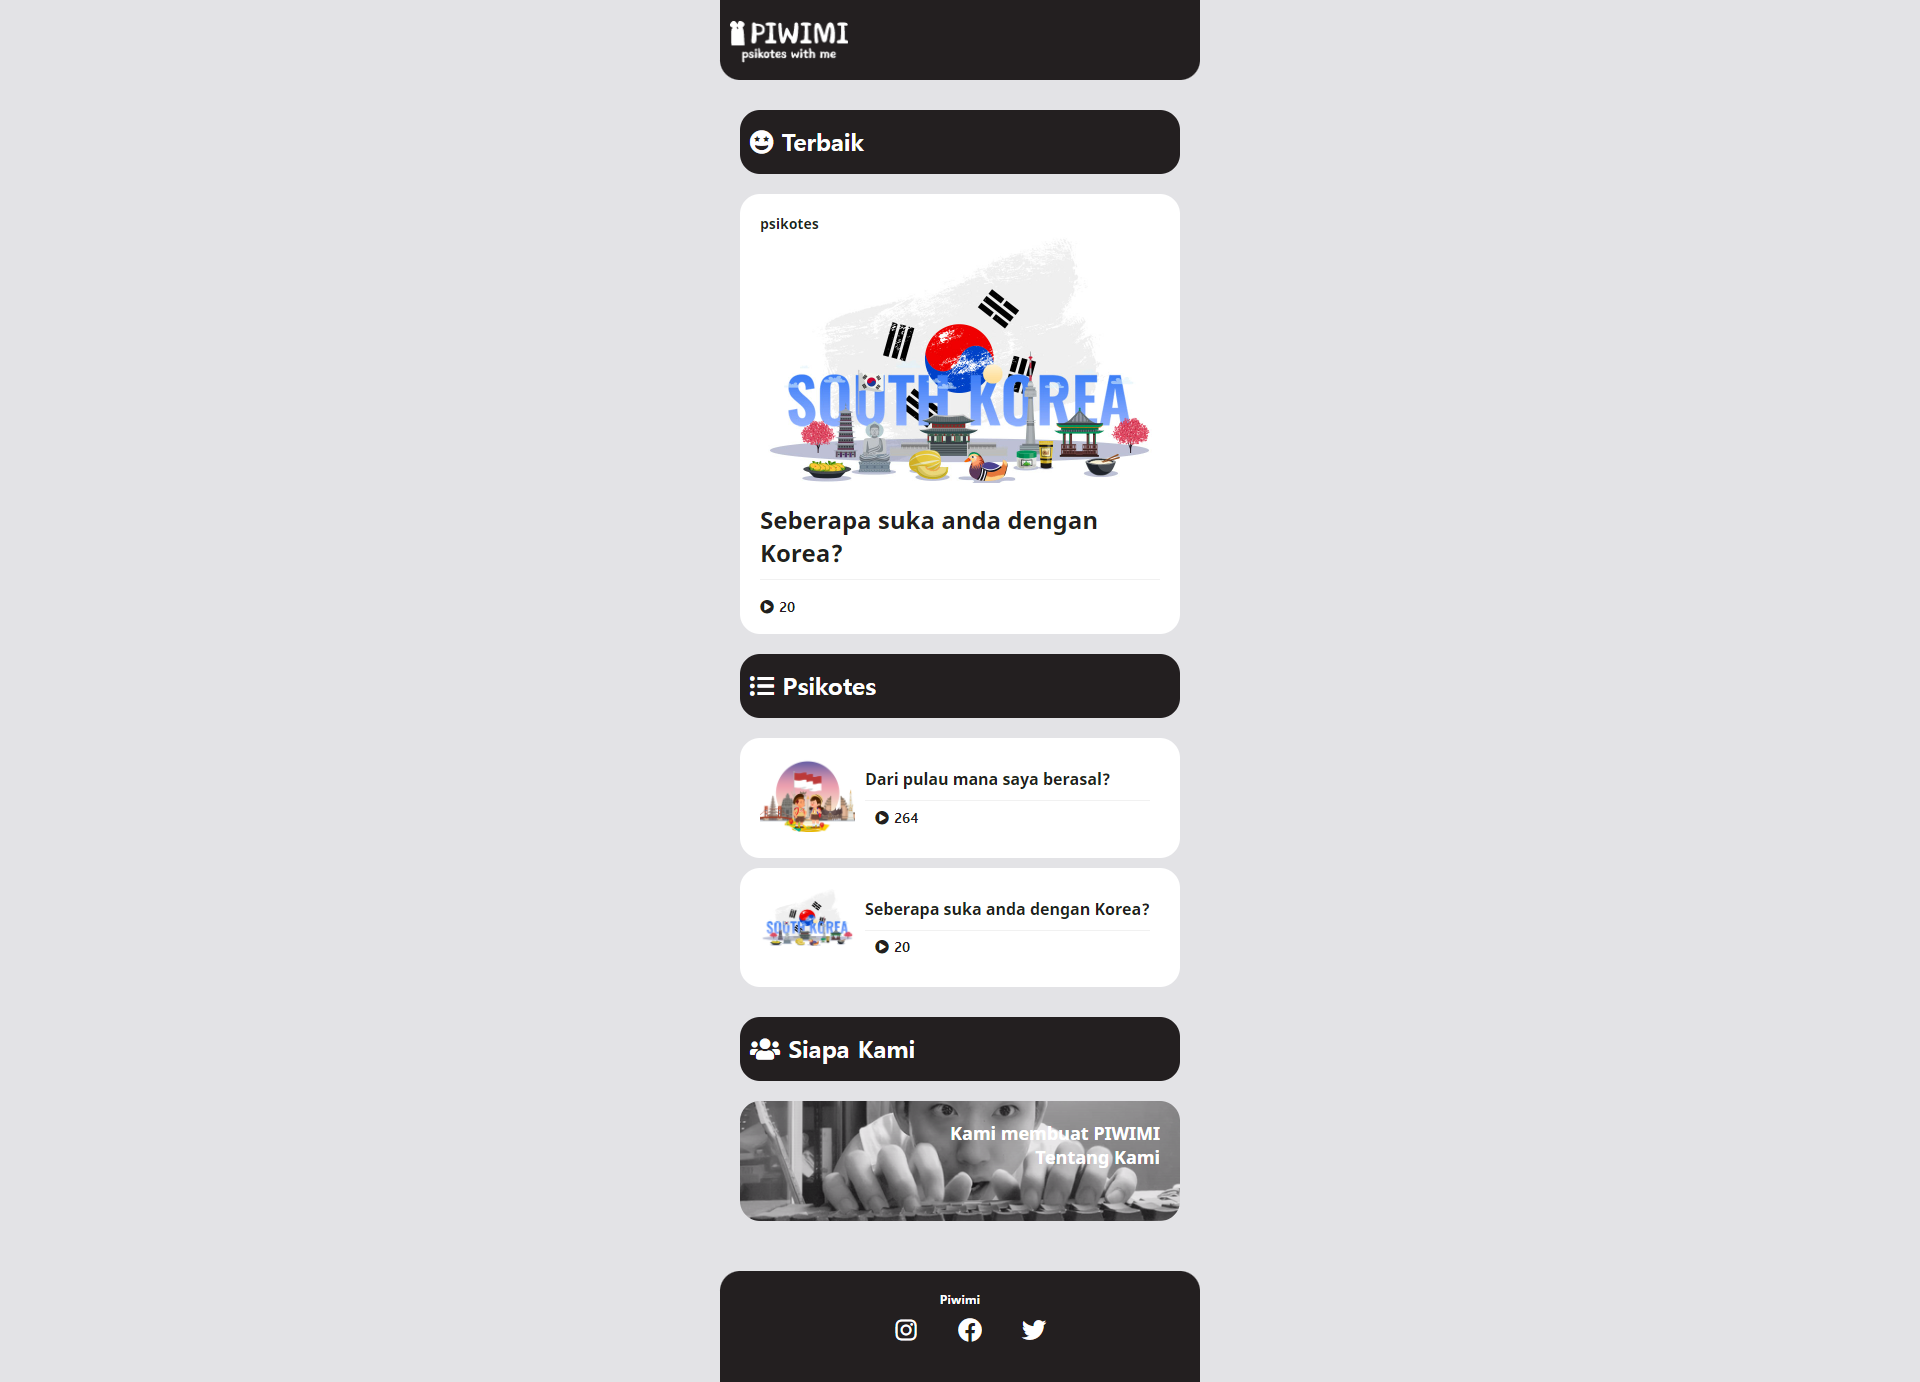 PIWIMI
psikotes with me
Terbaik
psikotes
SOUTH KOREA
Seberapa suka anda dengan
Korea?
20
Psikotes
Dari pulau mana saya berasal?
264
SOUTH KOREA
Seberapa suka anda dengan Korea?
20
Siapa Kami
Kami membuat PIWIMI
Tentang Kami
Piwimi